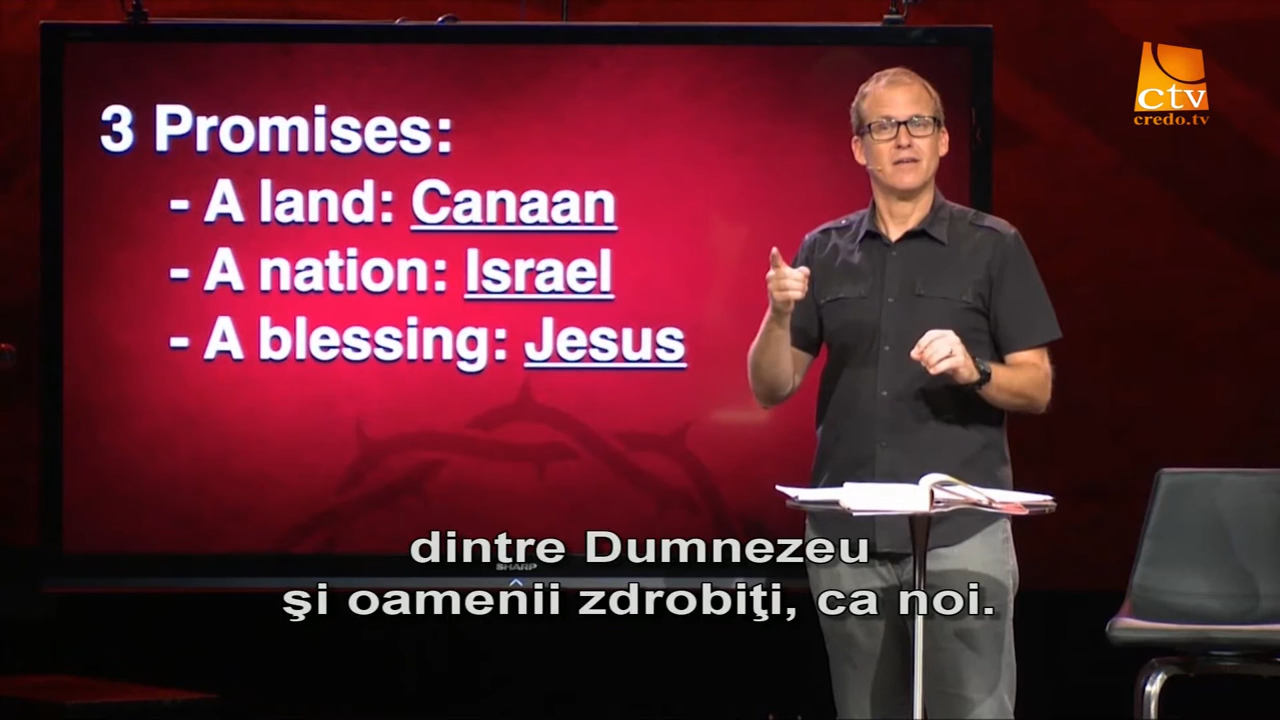 3 Promises:
- A land: Canaan
- A nation: Israel
- A blessing: Jesus
ctv
credo.tv
SHARP
dintre Dumnezeu
şi oamenii zdrobiţi, ca noi.